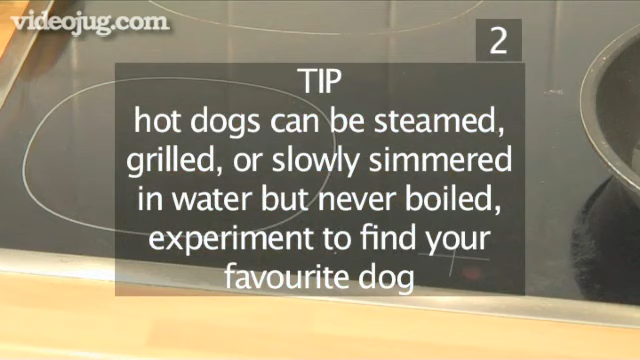 videojug.com
2
TIP
hot dogs can be steamed,
grilled, or slowly simmered
in water but never boiled,
experiment to find your
favourite dog